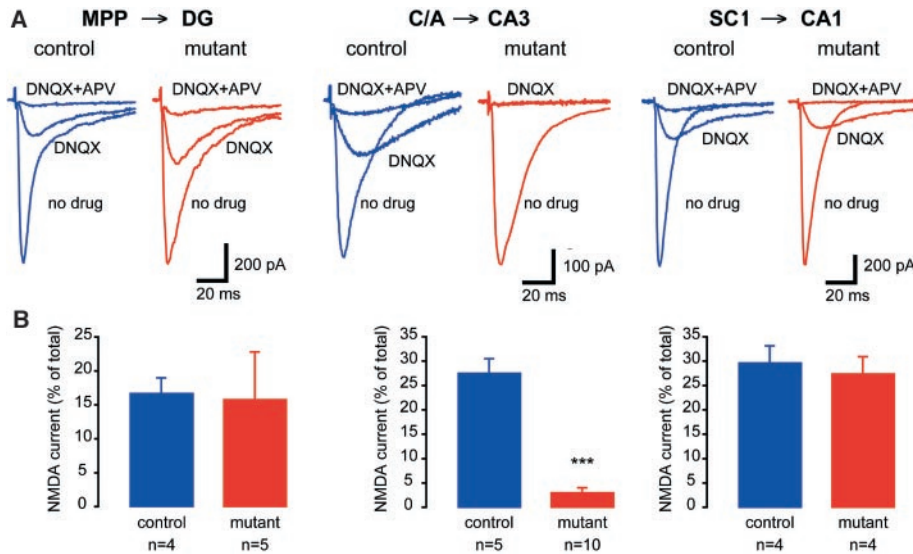 A
MPP → DG
C/A → CA3
SC1 → CA1
control mutant
control mutant
control mutant
DNQX+APV DNQX+APV
DNQX+APV DNQX
DNQX+APV DNQX+APV
DNQX DNQX
DNQX
DNQX DNQX
no drug no drug
no drug no drug
no drug no drug
200 pA
20 ms
100 pA
20 ms
200 pA
20 ms
B
NMDA current (% of total)
25
20
15
10
5
0
control mutant
n=4 n=5
NMDA current (% of total)
35
30
25
20
15
10
5
0
***
control mutant
n=5 n=10
NMDA current (% of total)
35
30
25
20
15
10
5
0
control mutant
n=4 n=4